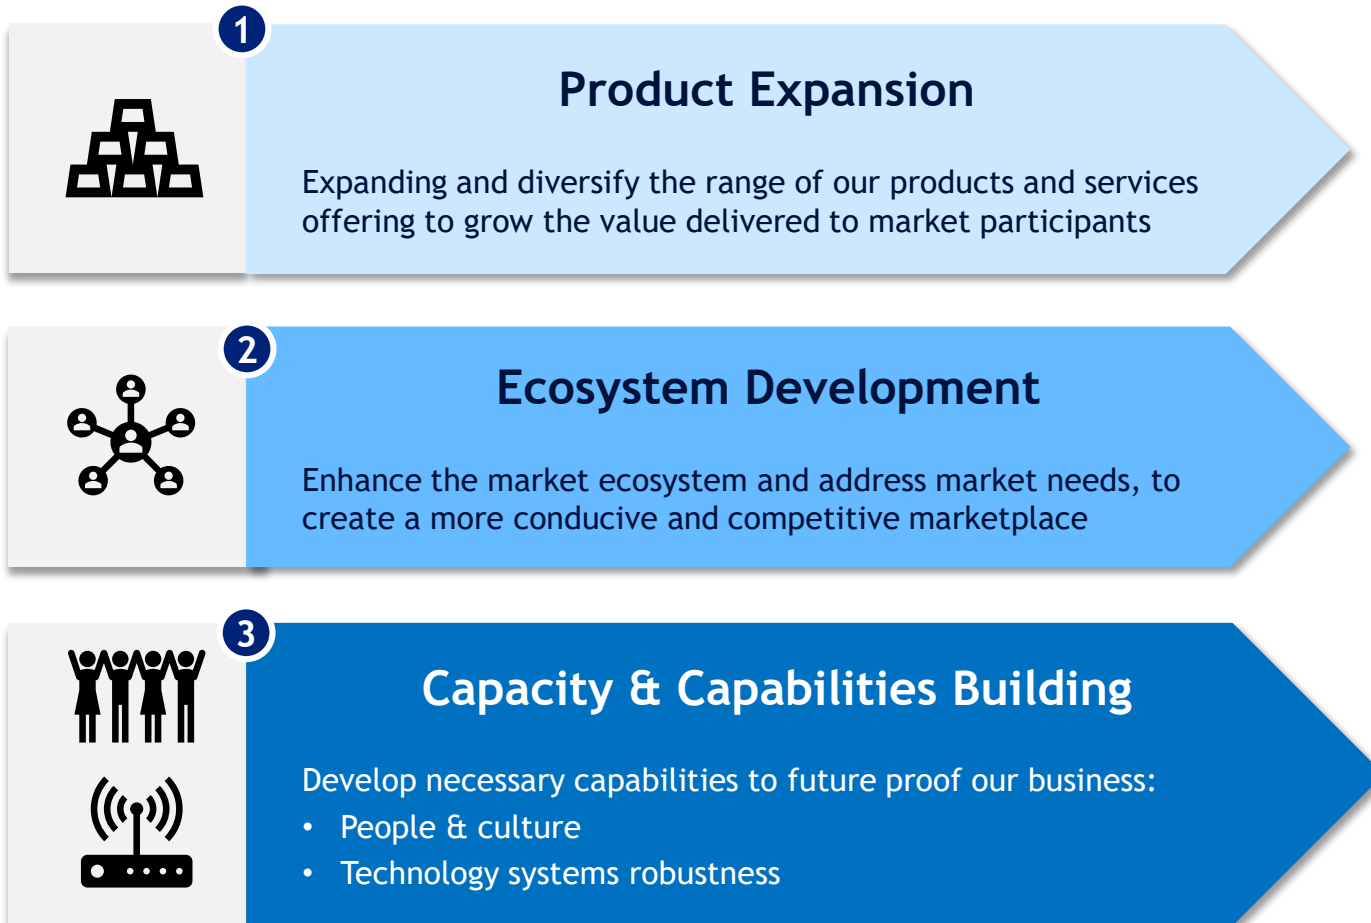 1
Product Expansion
Expanding and diversify the range of our products and services
offering to grow the value delivered to market participants
2
Ecosystem Development
Enhance the market ecosystem and address market needs, to
create a more conducive and competitive marketplace
3
Capacity & Capabilities Building
Develop necessary capabilities to future proof our business:
• People & culture
• Technology systems robustness